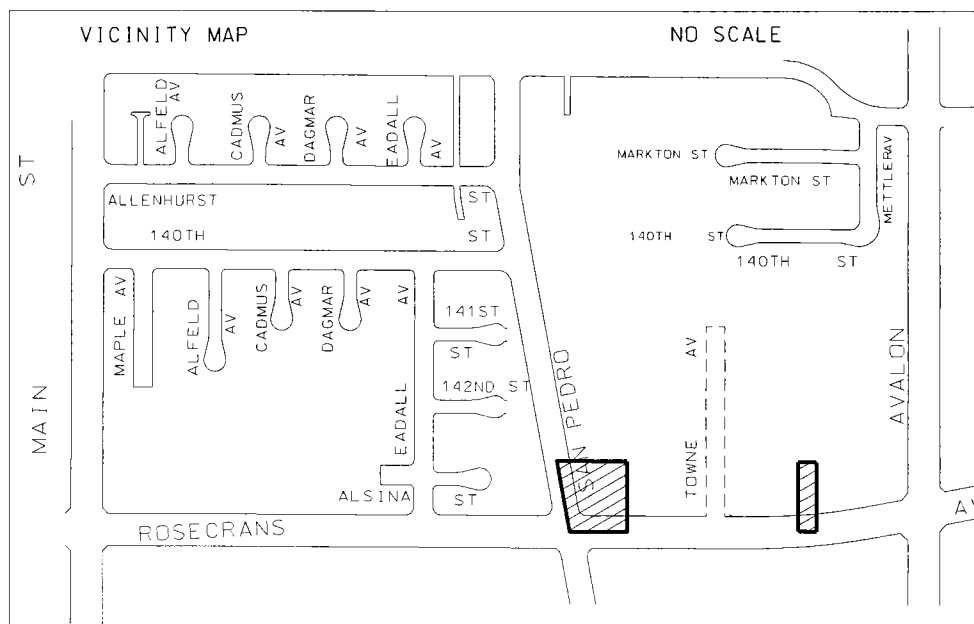 VICINITY MAP
NO SCALE
ALFELD
AV
CADMUS
AV
DAGMAR
AV
EADALL
AV
ST
MARKTON ST
MARKTON ST
METTLER AV
ALLENHURST
ST
140TH
ST
140TH
ST
140TH
ST
MAPLE AV
ALFELD
AV
CADMUS
AV
DAGMAR
AV
AV
EADALL
141ST
ST
142ND ST
SAN PEDRO
TOWNE
AV
AVALON
MAIN
ALSINA
ST
ROSECRANS
AV